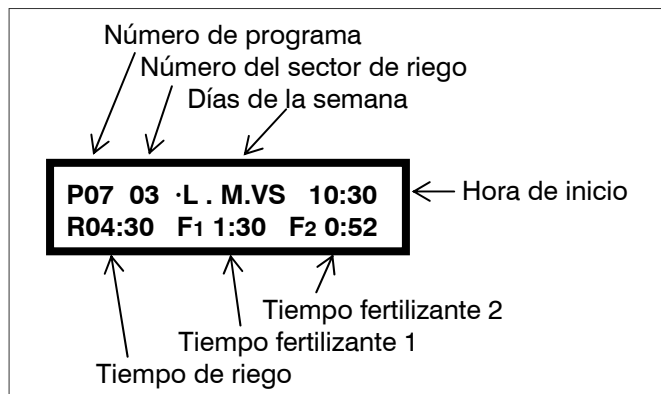 Número de programa
Número del sector de riego
Días de la semana
P07 03 ·L . M.VS 10:30
Hora de inicio
R04:30 F1 1:30 F2 0:52
Tiempo fertilizante 2
Tiempo fertilizante 1
Tiempo de riego